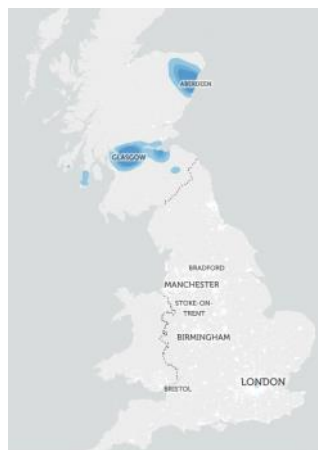 ABERDEEN
GLASGOW
BRADFORD
MANCHESTER
STOKE-ON-
TRENT
BIRMINGHAM
BRISTOL
LONDON